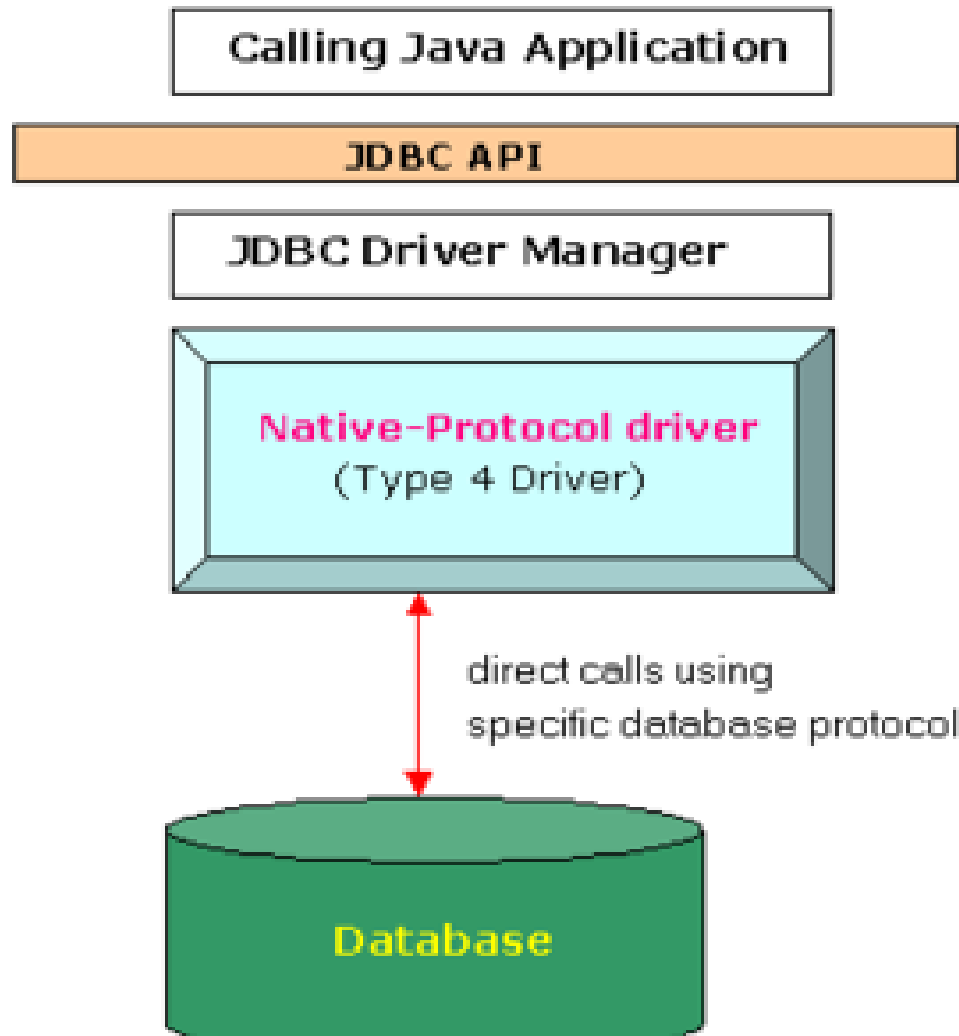 Calling Java Application
JDBC API
JDBC Driver Manager
Native-Protocol driver
(Type 4 Driver)
direct calls using
specific database protocol
Database